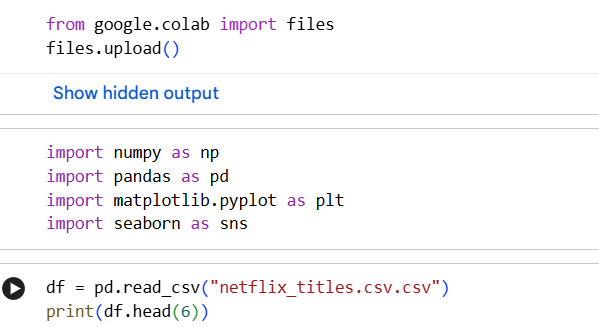 from google.colab import files
files.upload()
Show hidden output
import numpy as np
import pandas as pd
import matplotlib.pyplot as plt
import seaborn as sns
df = pd.read_csv("netflix_titles.csv.csv")
print(df.head(6))